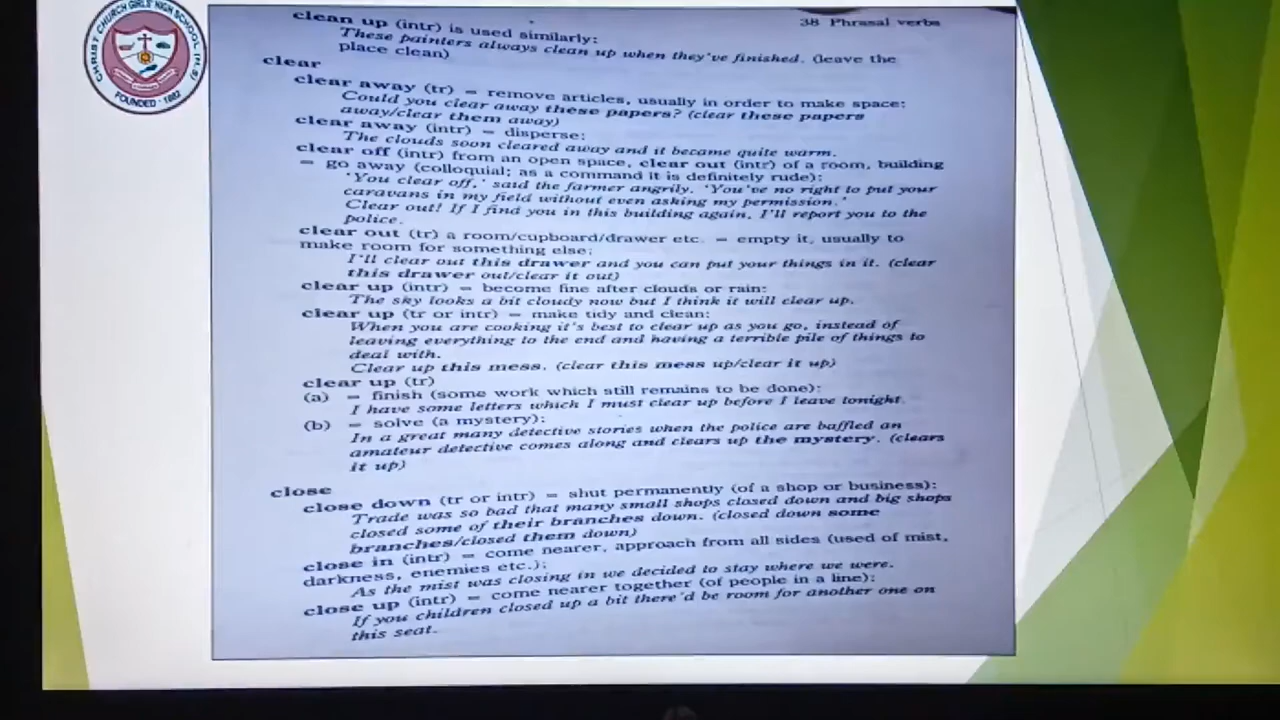 CHRIST CHURCH GIRLS' HIGH SCHOOL (H.S)
FOUNDED - 1882
38 Phrasal verbs
clean up (intr) is used similarly:
These painters always clean up when they've finished. (leave the
place clean)
clear
clear away (tr) = remove articles, usually in order to make space:
Could you clear away these papers? (clear these papers
away/clear them away)
clear away (intr) = disperse:
The clouds soon cleared away and it became quite warm.
clear off (intr) from an open space, clear out (intr) of a room, building
= go away (colloquial; as a command it is definitely rude):
'You clear off,' said the farmer angrily. 'You've no right to put your
caravans in my field without even asking my permission.'
Clear out! If I find you in this building again, I'll report you to the
police.
clear out (tr) a room/cupboard/drawer etc. = empty it, usually to
make room for something else:
I'll clear out this drawer and you can put your things in it. (clear
this drawer out/clear it out)
clear up (intr) = become fine after clouds or rain:
The sky looks a bit cloudy now but I think it will clear up.
clear up (tr or intr) = make tidy and clean:
When you are cooking it's best to clear up as you go, instead of
leaving everything to the end and having a terrible pile of things to
deal with.
Clear up this mess. (clear this mess up/clear it up)
clear up (tr)
(a) = finish (some work which still remains to be done):
I have some letters which I must clear up before I leave tonight.
(b) = solve (a mystery):
In a great many detective stories when the police are baffled an
amateur detective comes along and clears up the mystery. (clears
it up)
close
close down (tr or intr) = shut permanently (of a shop or business):
Trade was so bad that many small shops closed down and big shops
closed some of their branches down. (closed down some
branches/closed them down)
close in (intr) = come nearer, approach from all sides (used of mist,
darkness, enemies etc.):
As the mist was closing in we decided to stay where we were.
close up (intr) = come nearer together (of people in a line):
If you children closed up a bit there'd be room for another one on
this seat.